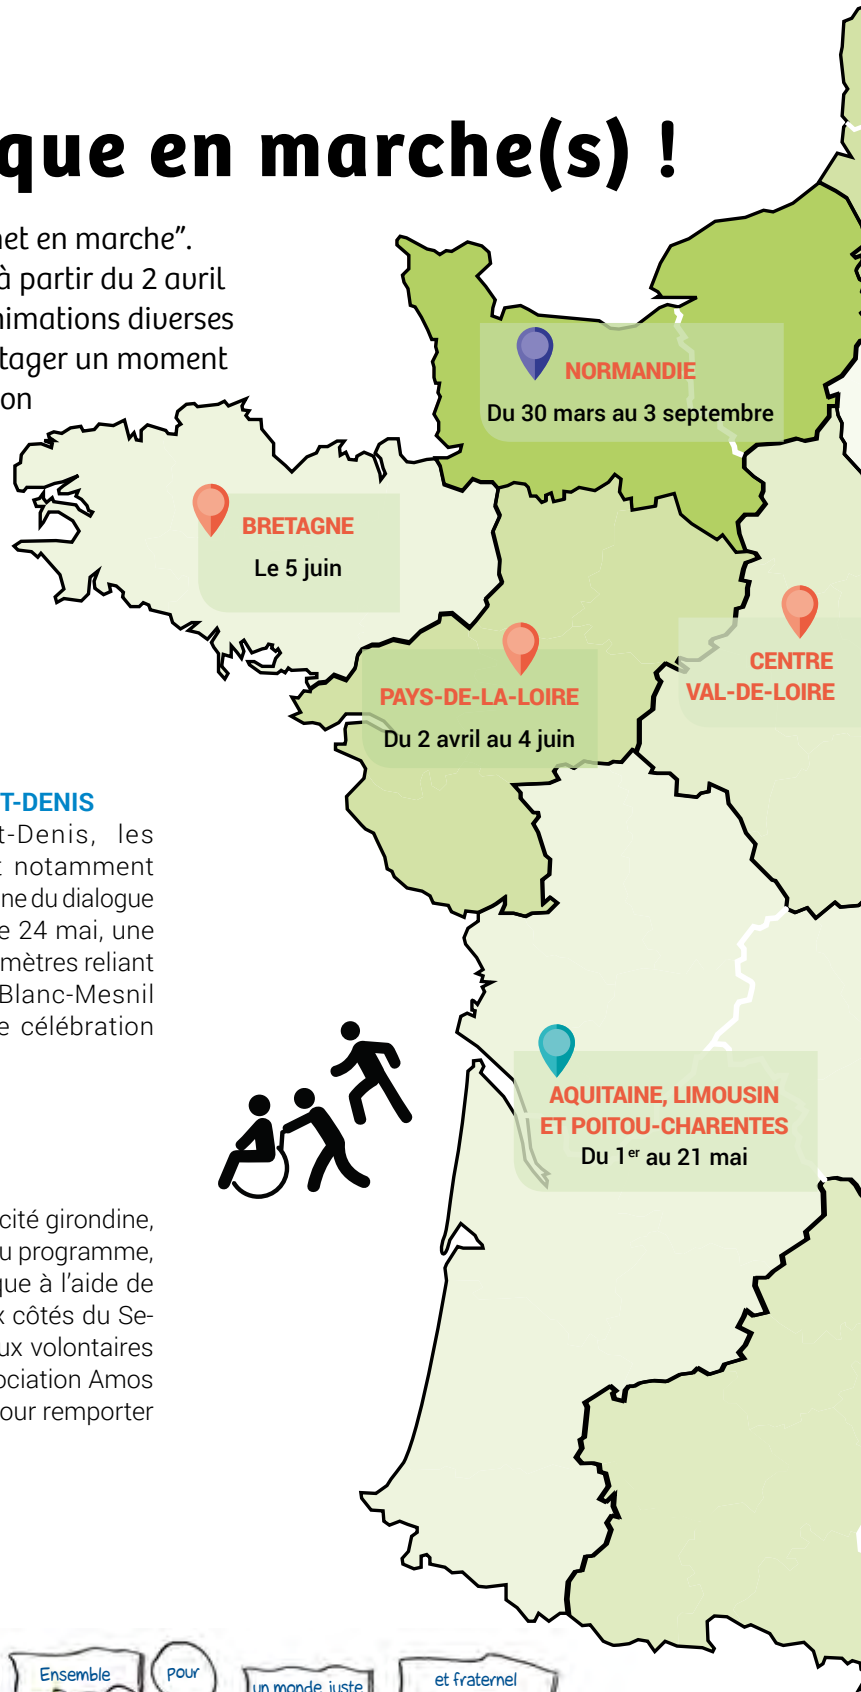 que en marche(s) !
net en marche”.
à partir du 2 avril
nimations diverses
tager un moment
on
NORMANDIE
Du 30 mars au 3 septembre
BRETAGNE
Le 5 juin
CENTRE
VAL-DE-LOIRE
PAYS-DE-LA-LOIRE
Du 2 avril au 4 juin
T-DENIS
t-Denis, les
notamment
ne du dialogue
e 24 mai, une
mètres reliant
Blanc-Mesnil
e célébration
AQUITAINE, LIMOUSIN
ET POITOU-CHARENTES
Du 1er au 21 mai
cité girondine,
u programme,
que à l’aide de
x côtés du Se-
ux volontaires
ociation Amos
our remporter
Ensemble
pour
un monde juste
et fraternel